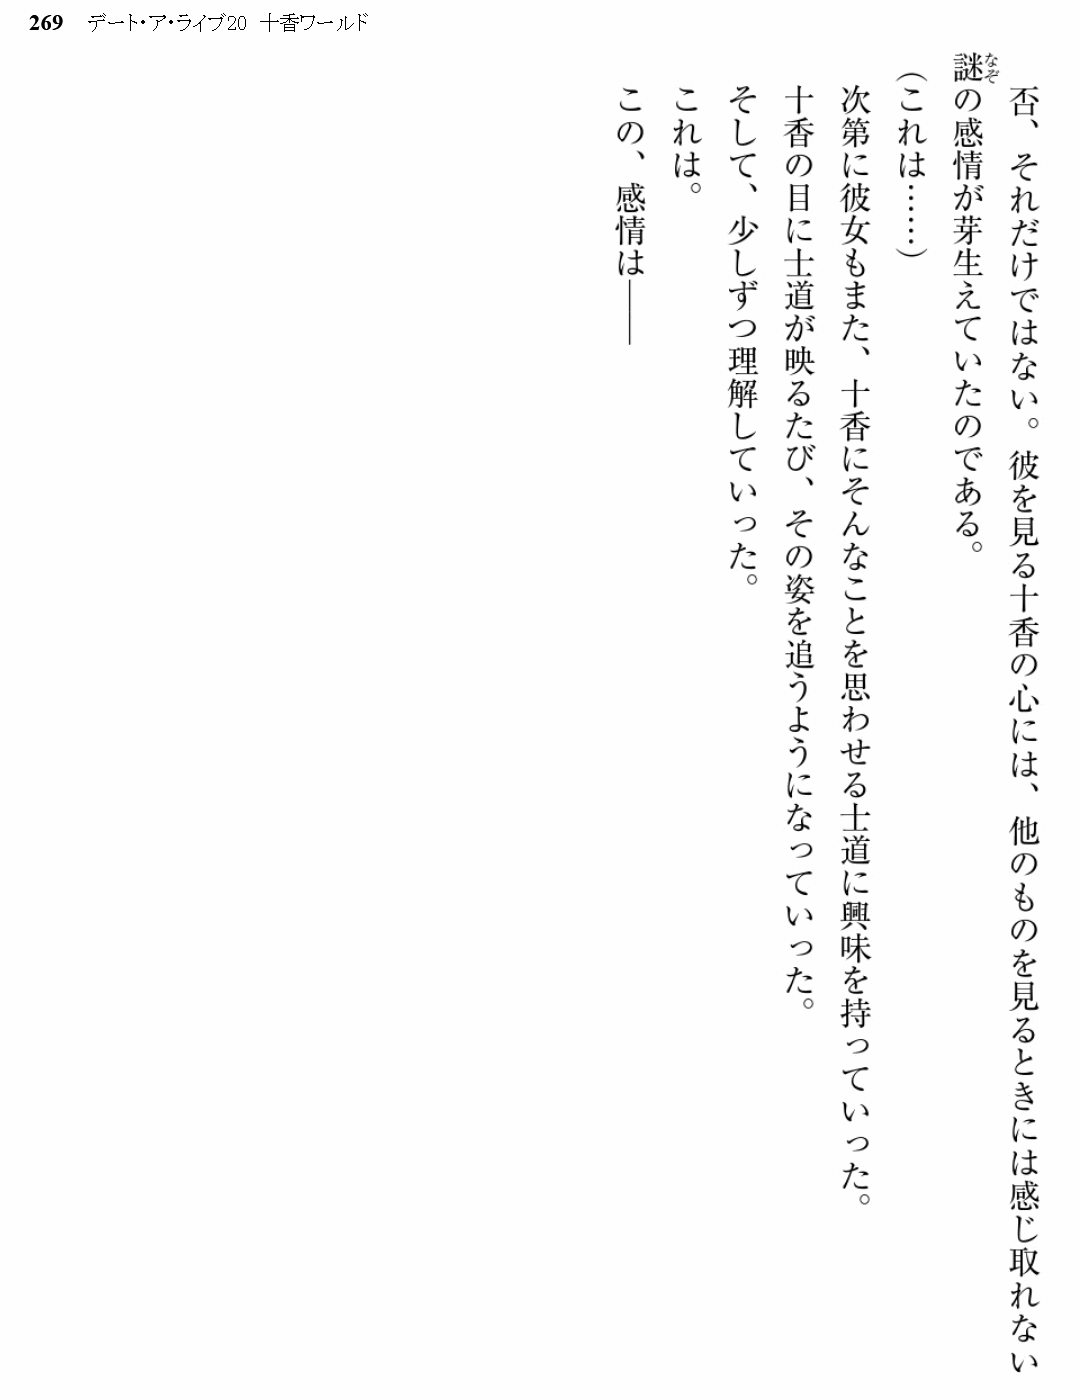 269 デート・ア・ライブ20 十香ワールド
否、それだけではない。彼を見る十香の心には、他のものを見るときには感じ取れない
謎の感情が芽生えていたのである。
なぞ
(これは……)
次第に彼女もまた、十香にそんなことを思わせる士道に興味を持っていった。
十香の目に士道が映るたび、その姿を追うようになっていった。
そして、少しずつ理解していった。
これは。
この、感情は――